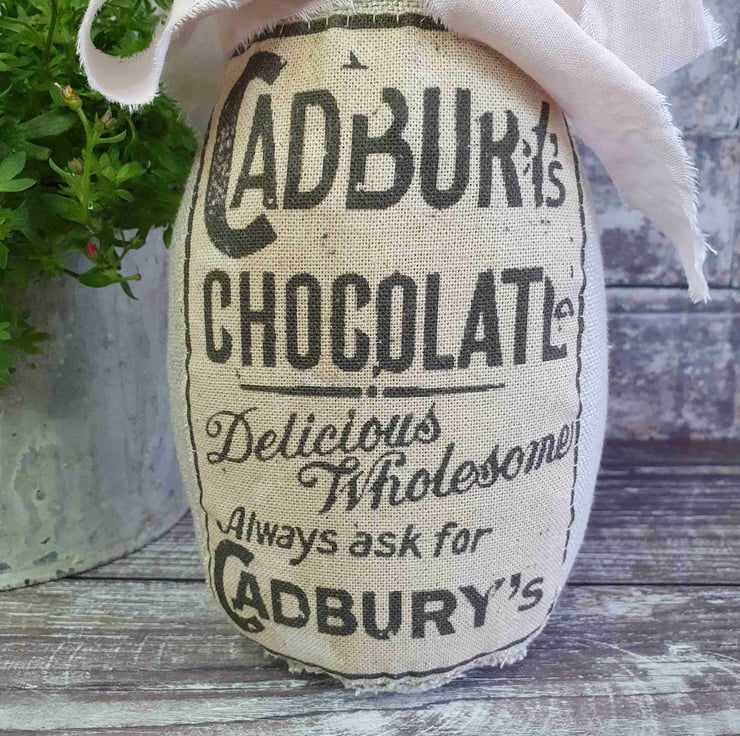 CADBURY's
CHOCOLATE
Delicious
Wholesome
Always ask for
CADBURY's